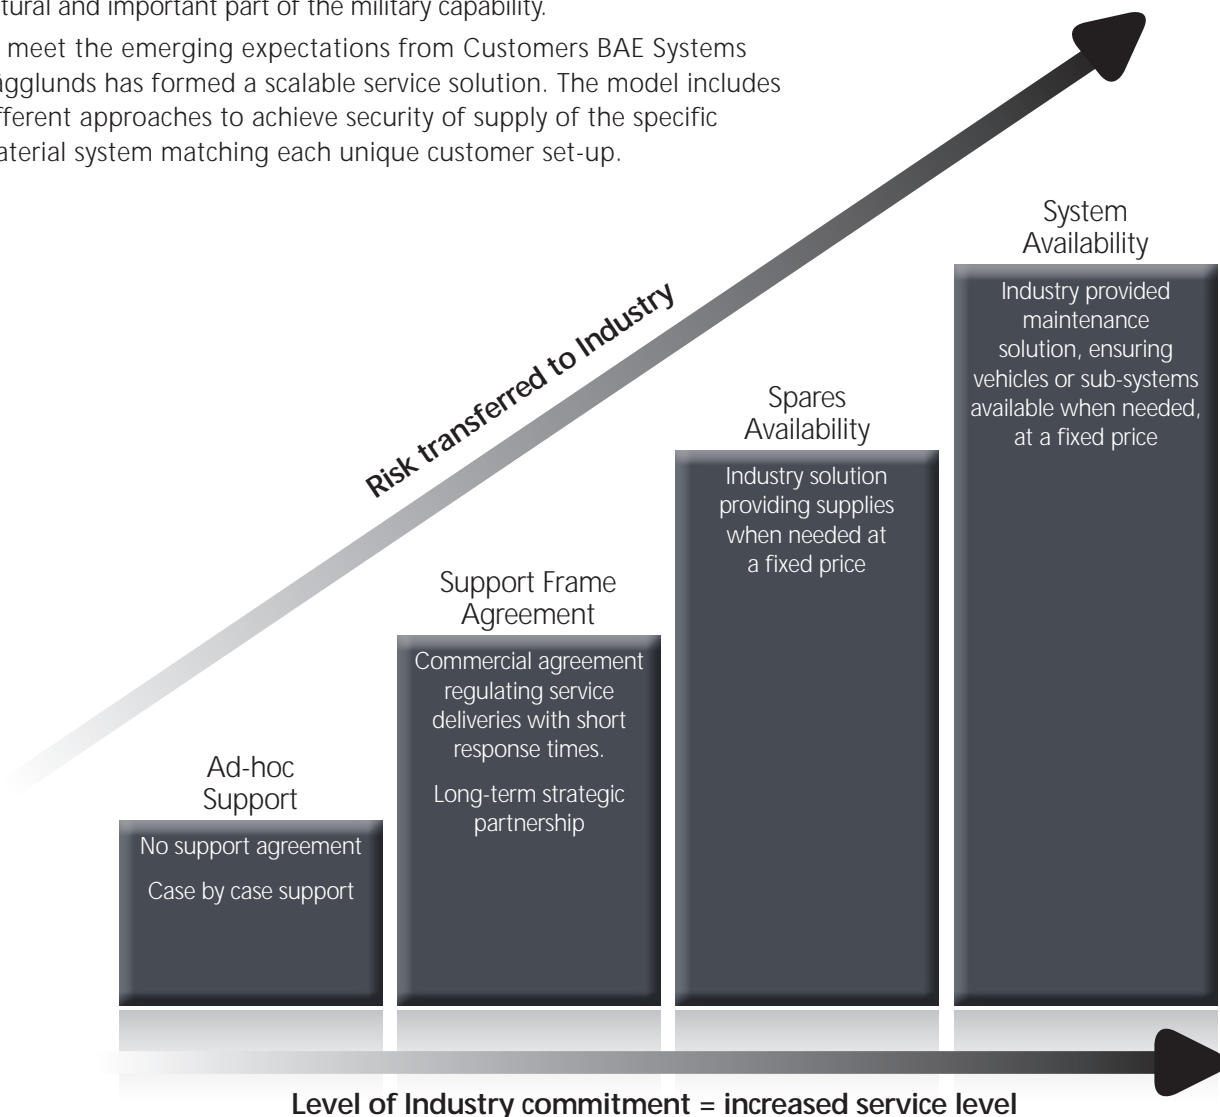 tural and important part of the military capability.
meet the emerging expectations from Customers BAE Systems
ägglunds has formed a scalable service solution. The model includes
fferent approaches to achieve security of supply of the specific
aterial system matching each unique customer set-up.
Risk transferred to Industry
System
Availability
Industry provided
maintenance
solution, ensuring
vehicles or sub-systems
available when needed,
at a fixed price
Spares
Availability
Industry solution
providing supplies
when needed at
a fixed price
Support Frame
Agreement
Commercial agreement
regulating service
deliveries with short
response times.
Long-term strategic
partnership
Ad-hoc
Support
No support agreement
Case by case support
Level of Industry commitment = increased service level